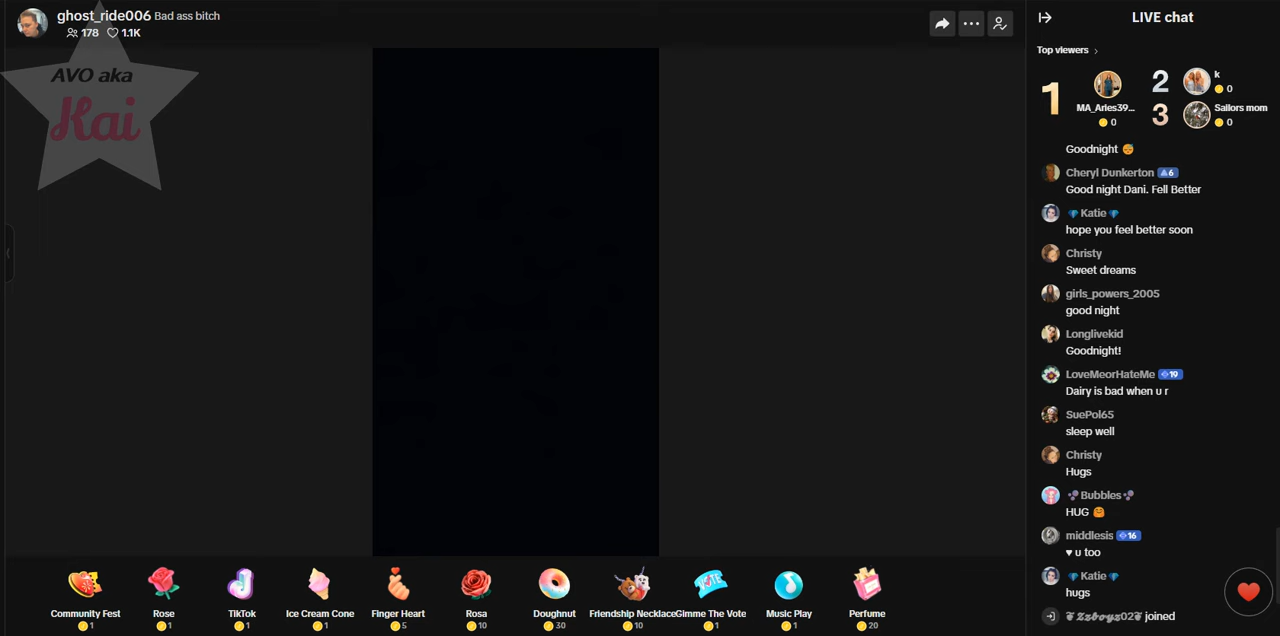 ghost_ride006 Bad ass bitch
178 1.1K
AVO aka
Kai
LIVE chat
Top viewers
1
MA_Aries39...
0
2
k
0
3
Sailors mom
0
Goodnight 😴
Cheryl Dunkerton 6
Good night Dani. Fell Better
💎Katie💎
hope you feel better soon
Christy
Sweet dreams
girls_powers_2005
good night
Longlivekid
Goodnight!
LoveMeorHateMe 19
Dairy is bad when u r
SuePol65
sleep well
Christy
Hugs
Bubbles
HUG 🤗
middlesis 16
♥ u too
💎Katie💎
hugs
❦ 𝓩𝔃𝓫𝓸𝔂𝔃02❦ joined
VOTE
Community Fest
1
Rose
1
TikTok
1
Ice Cream Cone
1
Finger Heart
5
Rosa
10
Doughnut
30
Friendship Necklace
10
Gimme The Vote
1
Music Play
1
Perfume
20